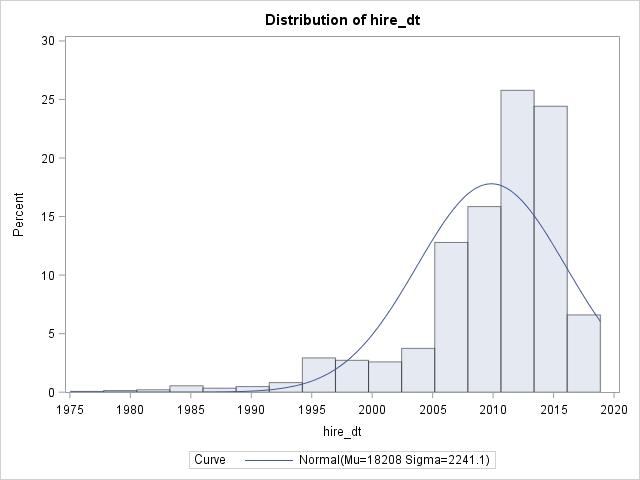 Distribution of hire_dt
30
25
20
15
10
5
0
Percent
1975 1980 1985 1990 1995 2000 2005 2010 2015 2020
hire_dt
Curve Normal(Mu=18208 Sigma=2241.1)